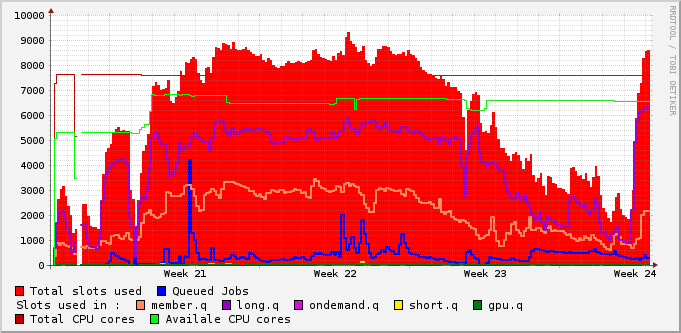 10000
9000
8000
7000
6000
5000
4000
3000
2000
1000
0
Week 21 Week 22 Week 23 Week 24
Total slots used Queued Jobs
Slots used in : member.q long.q ondemand.q short.q gpu.q
Total CPU cores Availale CPU cores
RRDTOOL / TOBI OETIKER